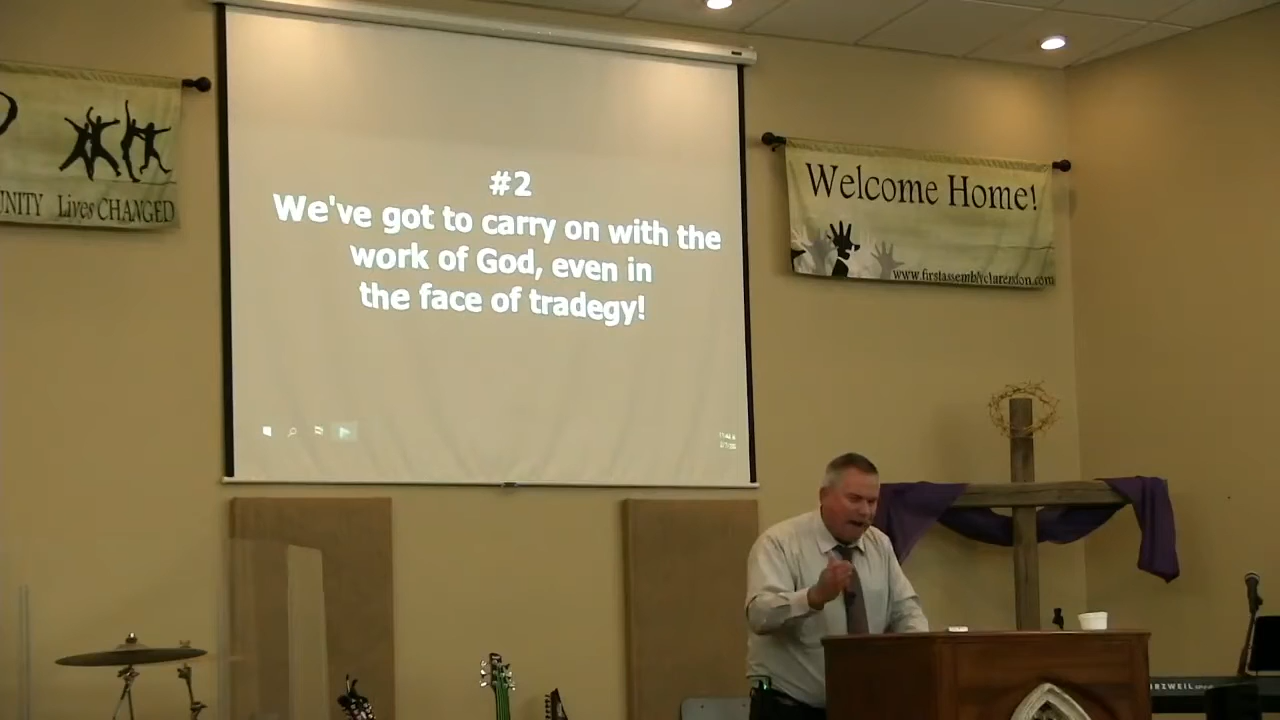 #2
We've got to carry on with the
work of God, even in
the face of tradegy!
UNITY Lives CHANGED
Welcome Home!
www.firstassemblyclarendon.com